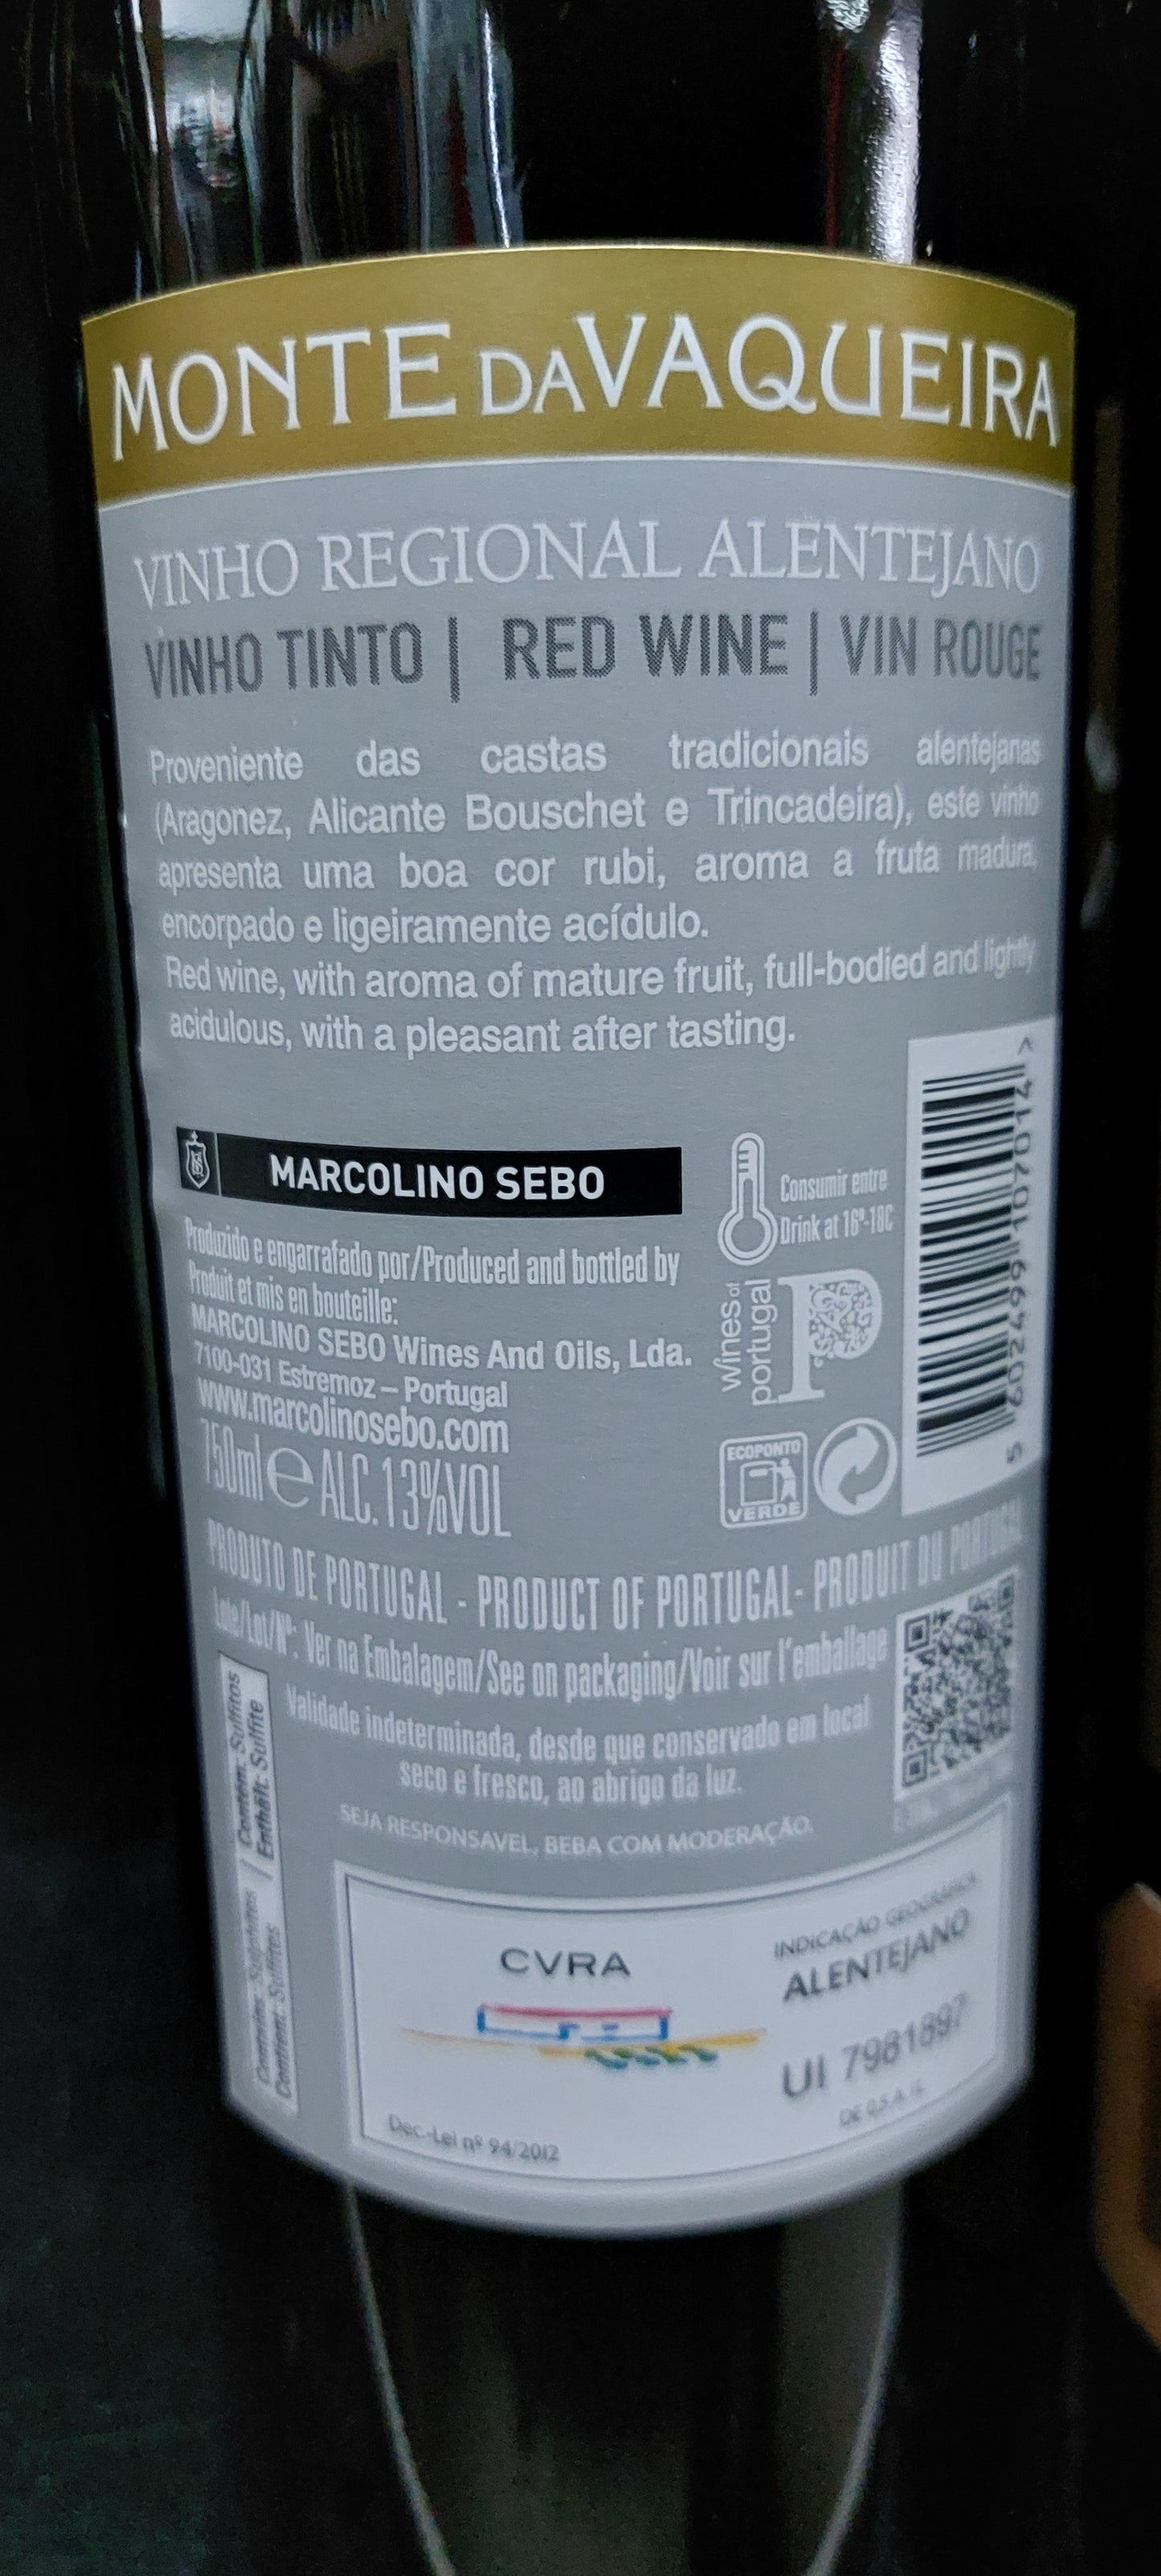 MONTE DA VAQUEIRA
VINHO REGIONAL ALENTEJANO
VINHO TINTO | RED WINE | VIN ROUGE
Proveniente das castas tradicionais alentejanas
(Aragonez, Alicante Bouschet e Trincadeira), este vinho
apresenta uma boa cor rubi, aroma a fruta madura,
encorpado e ligeiramente acídulo.
Red wine, with aroma of mature fruit, full-bodied and lightly
acidulous, with a pleasant after tasting.
MARCOLINO SEBO
Produzido e engarrafado por/Produced and bottled by
Produit et mis en bouteille:
MARCOLINO SEBO Wines And Oils, Lda.
7100-031 Estremoz – Portugal
www.marcolinosebo.com
750ml e ALC.13%VOL
Consumir entre
Drink at 16º-18C
wines of
portugal
P
ECOPONTO
VERDE
5 602499 107014 >
PRODUTO DE PORTUGAL - PRODUCT OF PORTUGAL- PRODUIT DU PORTUGAL
Lote/Lot/Nº: Ver na Embalagem/See on packaging/Voir sur l'emballage
Validade indeterminada, desde que conservado em local
seco e fresco, ao abrigo da luz.
SEJA RESPONSAVEL, BEBA COM MODERAÇÃO.
Contém: Sulfitos
Enthält: Sulfite
Contains: Sulphites
Contient: Sulfites
CVRA
Dec.-Lei nº 94/2012
INDICAÇÃO GEOGRÁFICA
ALENTEJANO
UI 7981897